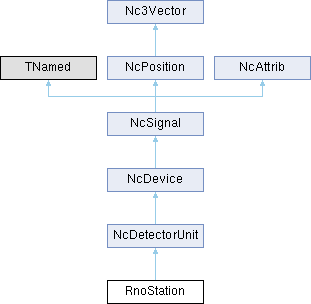 Nc3Vector
TNamed NcPosition NcAttrib
NcSignal
NcDevice
NcDetectorUnit
RnoStation